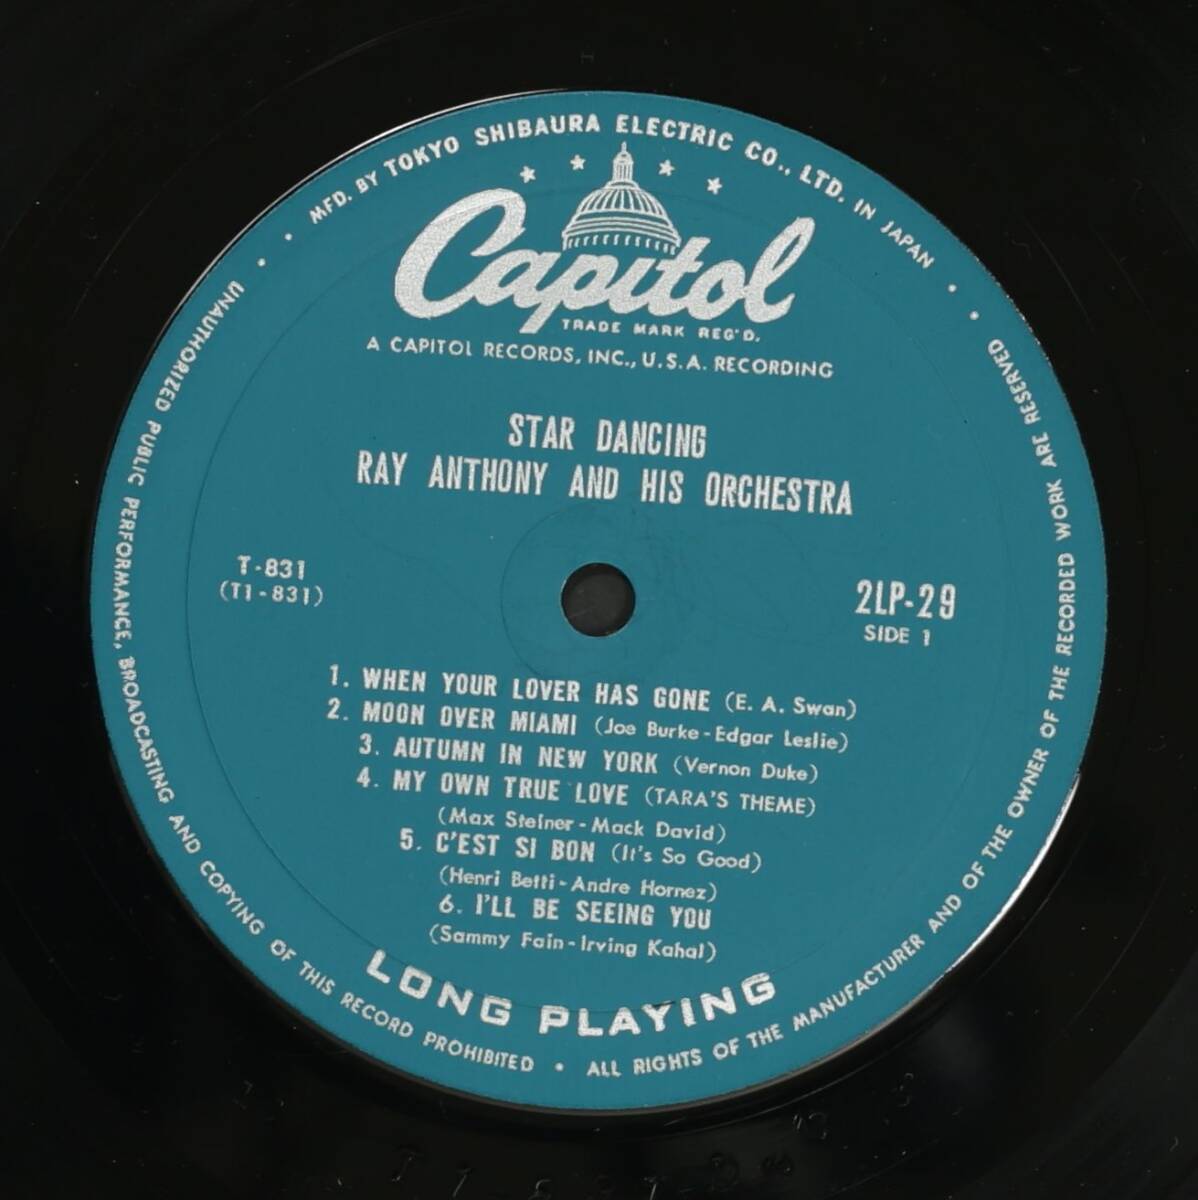 MFD. BY TOKYO SHIBAURA ELECTRIC CO., LTD. IN JAPAN
Capitol
TRADE MARK REG'D.
A CAPITOL RECORDS, INC., U.S.A. RECORDING
STAR DANCING
RAY ANTHONY AND HIS ORCHESTRA
T-831
(T1-831)
2LP-29
SIDE 1
1. WHEN YOUR LOVER HAS GONE (E. A. Swan)
2. MOON OVER MIAMI (Joe Burke-Edgar Leslie)
3. AUTUMN IN NEW YORK (Vernon Duke)
4. MY OWN TRUE LOVE (TARA'S THEME)
(Max Steiner-Mack David)
5. C'EST SI BON (It's So Good)
(Henri Betti-Andre Hornez)
6. I'LL BE SEEING YOU
(Sammy Fain-Irving Kahal)
LONG PLAYING
UNAUTHORIZED PUBLIC PERFORMANCE, BROADCASTING AND COPYING OF THIS RECORD PROHIBITED • ALL RIGHTS OF THE MANUFACTURER AND OF THE OWNER OF THE RECORDED WORK ARE RESERVED